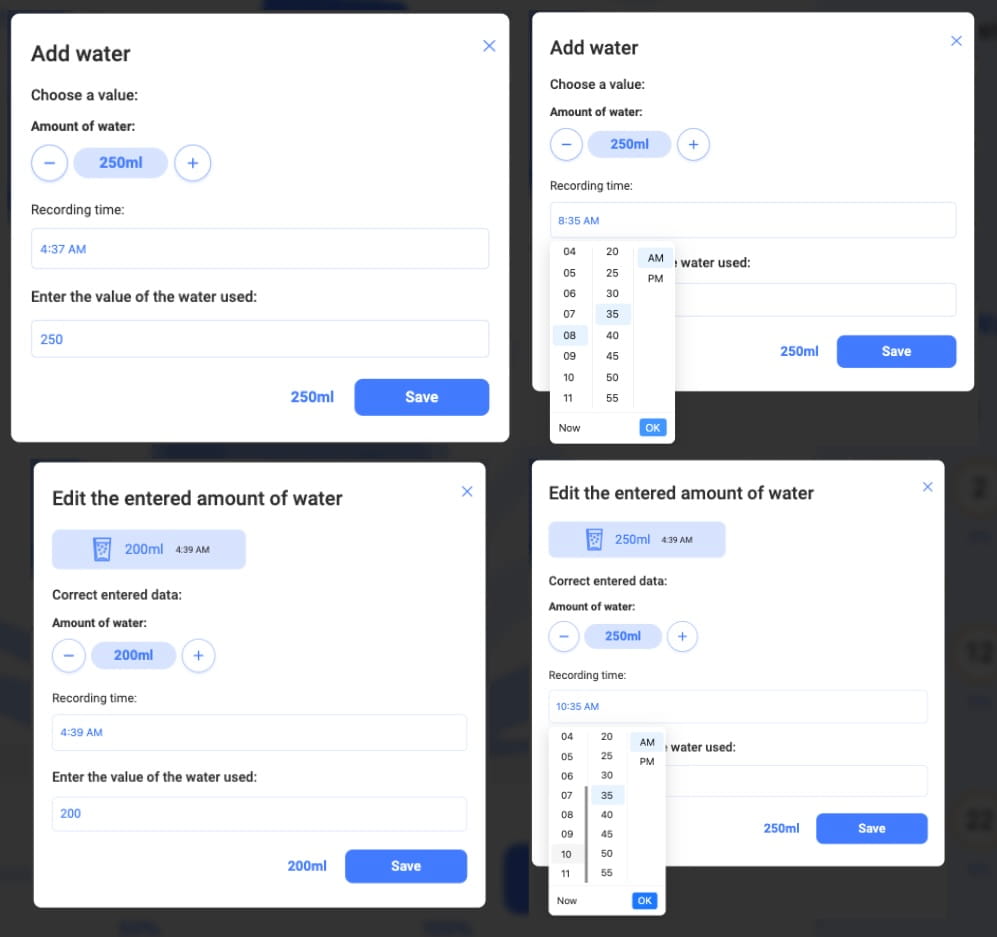 Add water
Choose a value:
Amount of water:
− 250ml +
Recording time:
4:37 AM
Enter the value of the water used:
250
250ml Save
Add water
Choose a value:
Amount of water:
− 250ml +
Recording time:
8:35 AM
water used:
04 20 AM
05 25 PM
06 30
07 35
08 40
09 45
10 50
11 55
Now OK
250ml Save
Edit the entered amount of water
200ml 4:39 AM
Correct entered data:
Amount of water:
− 200ml +
Recording time:
4:39 AM
Enter the value of the water used:
200
200ml Save
Edit the entered amount of water
250ml 4:39 AM
Correct entered data:
Amount of water:
− 250ml +
Recording time:
10:35 AM
water used:
04 20 AM
05 25 PM
06 30
07 35
08 40
09 45
10 50
11 55
Now OK
250ml Save